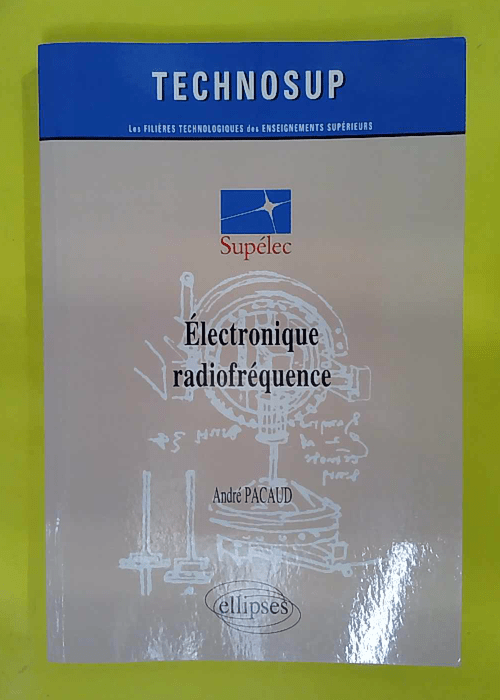 TECHNOSUP
Les FILIÈRES TECHNOLOGIQUES des ENSEIGNEMENTS SUPÉRIEURS
Supélec
Électronique
radiofréquence
André PACAUD
ellipses